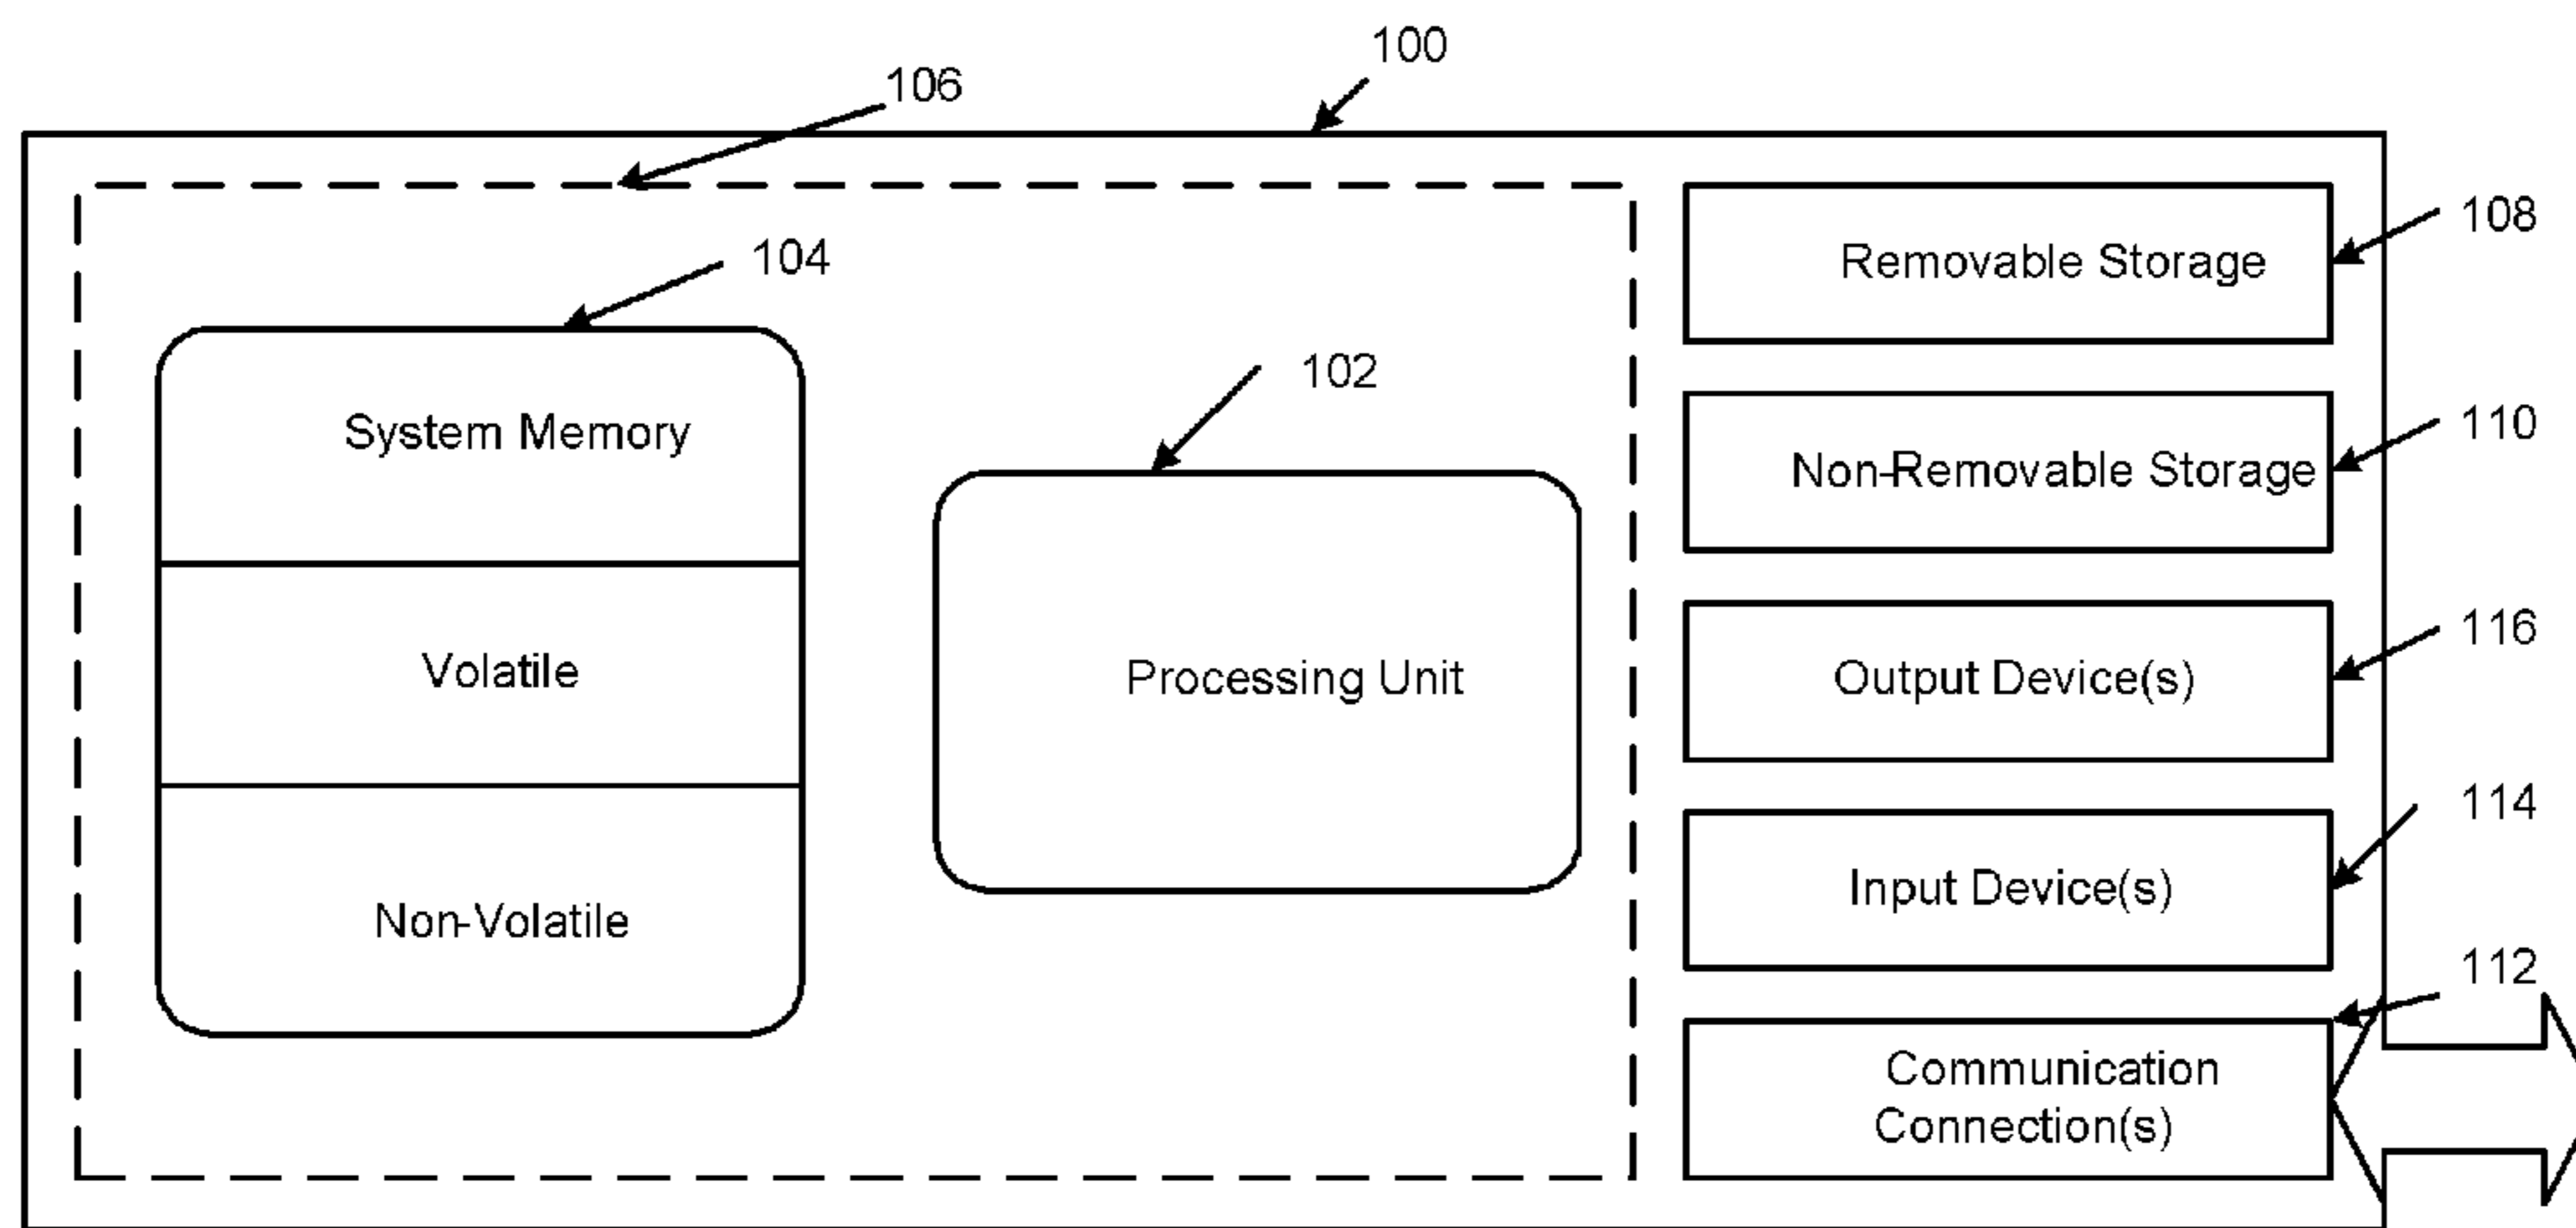 100
106
108
104
Removable Storage
102
110
System Memory
Non-Removable Storage
116
Volatile
Processing Unit
Output Device(s)
114
Input Device(s)
Non-Volatile
112
Communication
Connection(s)